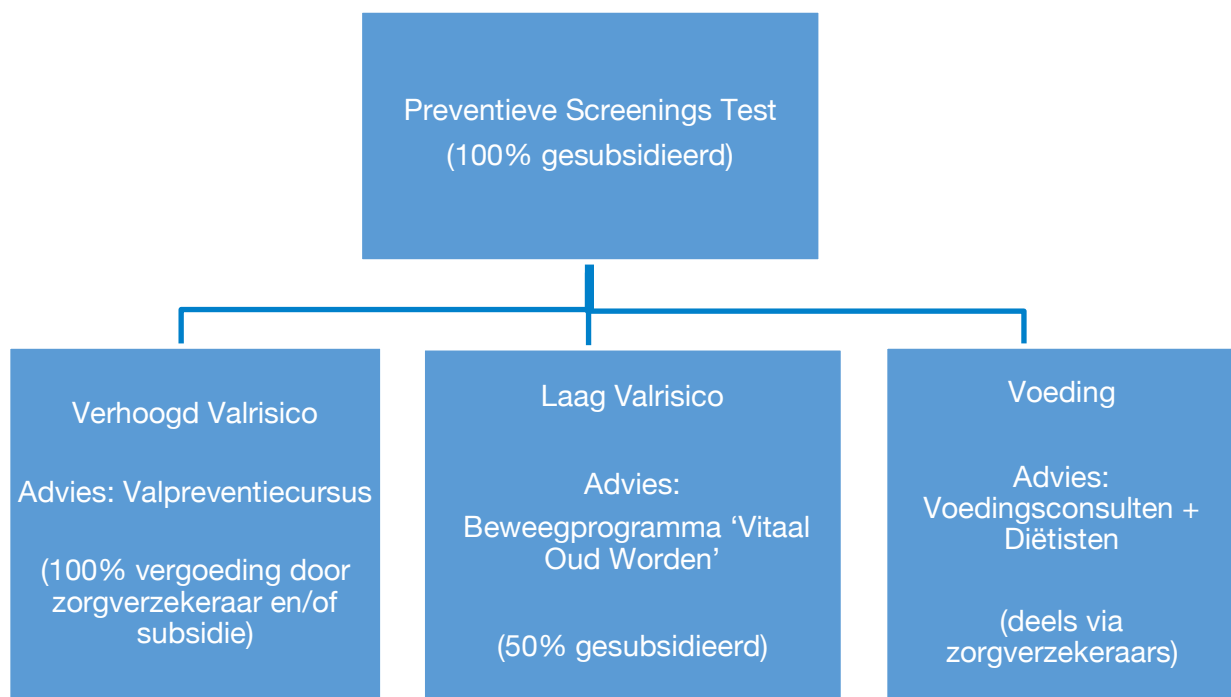 Preventieve Screenings Test
(100% gesubsidieerd)
Verhoogd Valrisico
Advies: Valpreventiecursus
(100% vergoeding door
zorgverzekeraar en/of
subsidie)
Laag Valrisico
Advies:
Beweegprogramma ‘Vitaal
Oud Worden’
(50% gesubsidieerd)
Voeding
Advies:
Voedingsconsulten +
Diëtisten
(deels via
zorgverzekeraars)